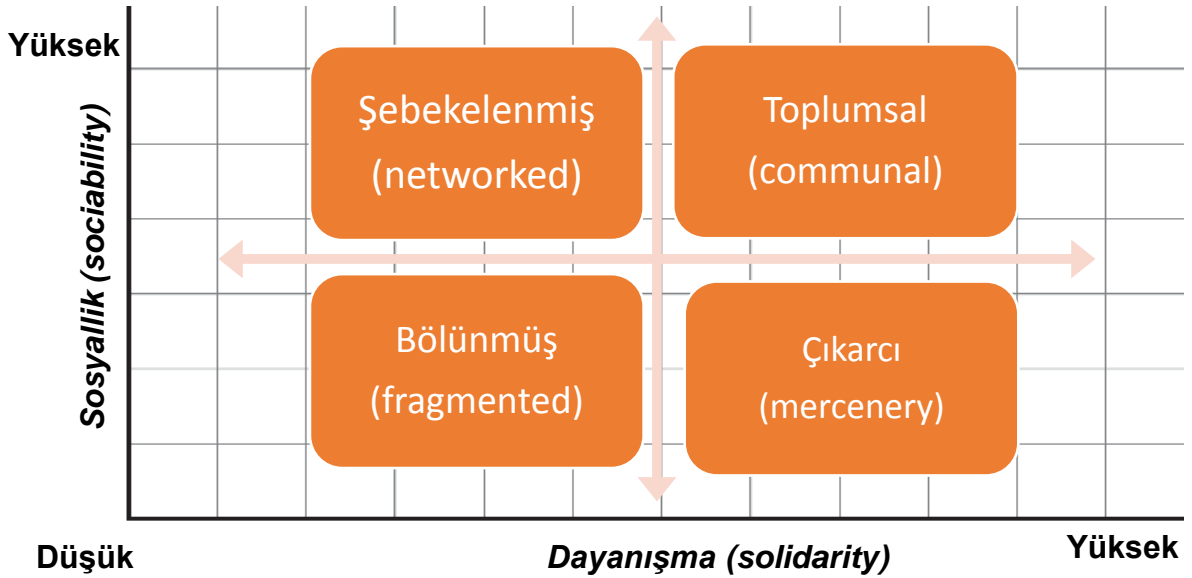 Yüksek
Sosyallik (sociability)
Şebekelenmiş
(networked)
Toplumsal
(communal)
Bölünmüş
(fragmented)
Çıkarcı
(mercenery)
Düşük
Dayanışma (solidarity)
Yüksek